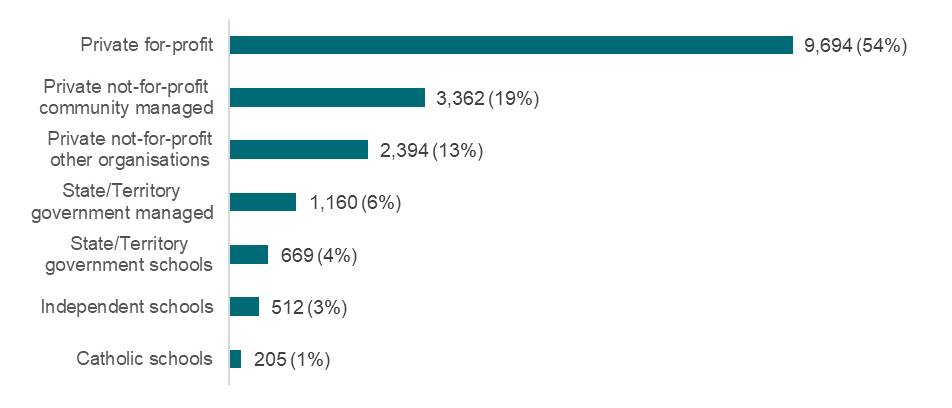 Private for-profit
9,694 (54%)
Private not-for-profit
community managed
3,362 (19%)
Private not-for-profit
other organisations
2,394 (13%)
State/Territory
government managed
1,160 (6%)
State/Territory
government schools
669 (4%)
Independent schools
512 (3%)
Catholic schools
205 (1%)